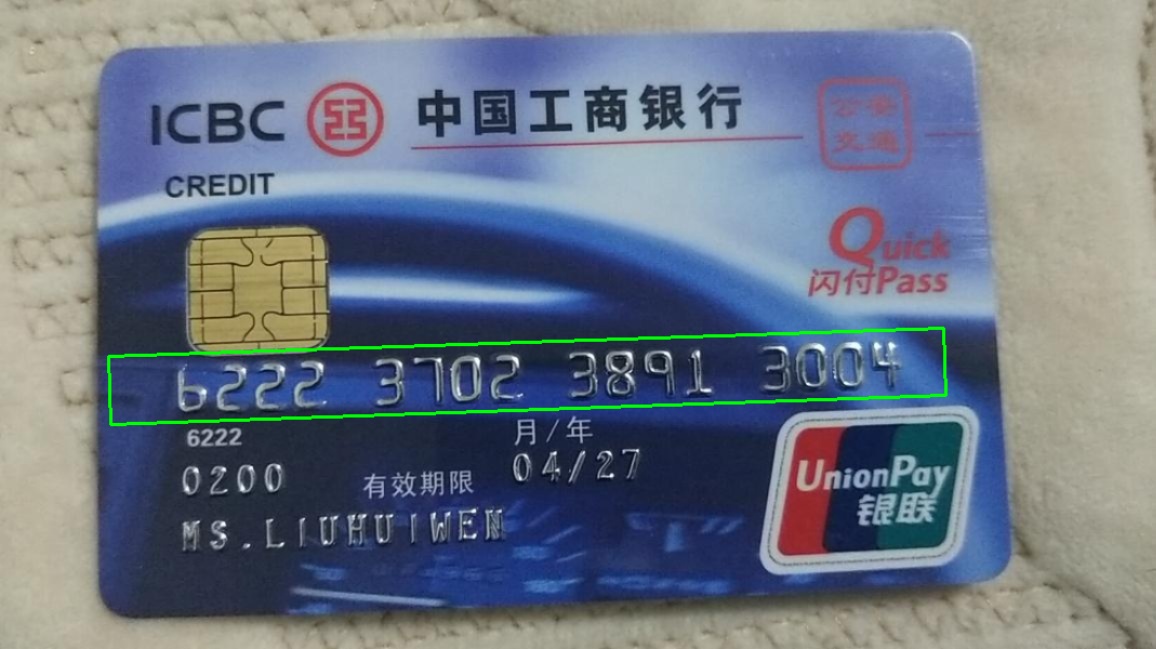 ICBC 中国工商银行
公安
交通
CREDIT
Quick
闪付Pass
6222 3702 3891 3004
6222
月/年
0200 有效期限 04/27
MS.LIUHUIWEN
UnionPay
银联